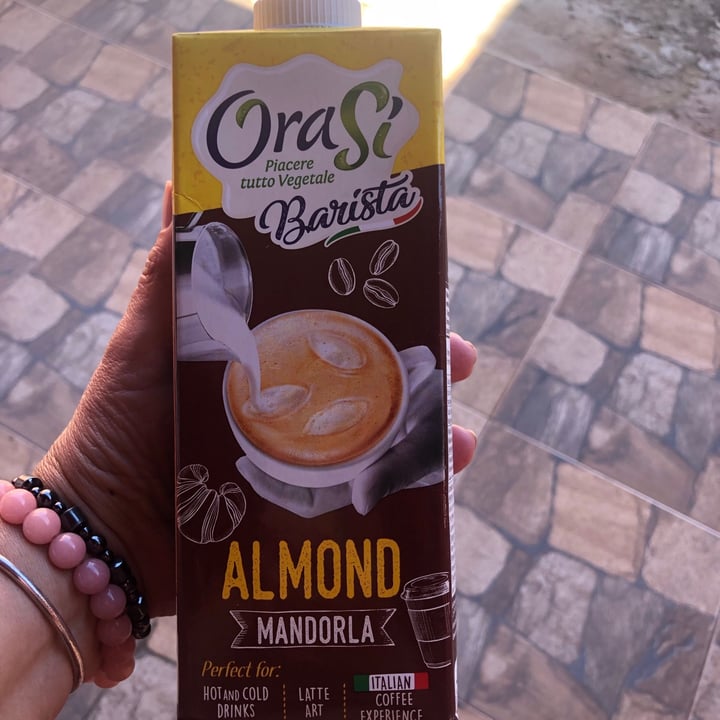 OraSì
Piacere
tutto Vegetale
Barista
ALMOND
MANDORLA
Perfect for:
HOT AND COLD
DRINKS
LATTE
ART
ITALIAN
COFFEE
EXPERIENCE